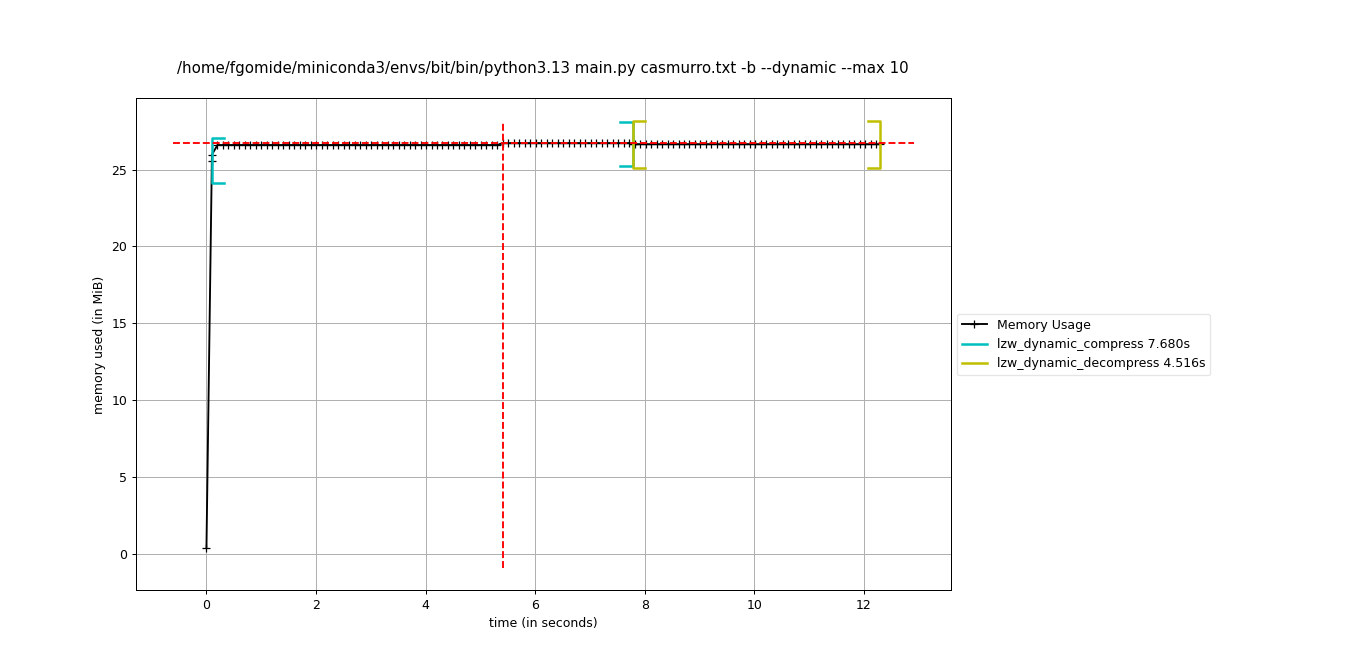 /home/fgomide/miniconda3/envs/bit/bin/python3.13 main.py casmurro.txt -b --dynamic --max 10
25
20
15
10
5
0
memory used (in MiB)
0 2 4 6 8 10 12
time (in seconds)
Memory Usage
lzw_dynamic_compress 7.680s
lzw_dynamic_decompress 4.516s